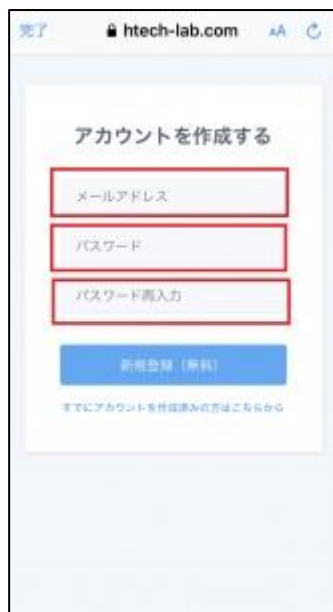 完了 htech-lab.com AA
アカウントを作成する
メールアドレス
パスワード
パスワード再入力
新規登録（無料）
すでにアカウントを作成済みの方はこちらから